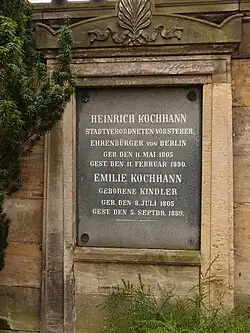 HEINRICH KOCHHANN
STADTVERORDNETEN-VORSTEHER,
EHRENBÜRGER VON BERLIN
GEB. DEN 11. MAI 1805
GEST. DEN 11. FEBRUAR 1890.
EMILIE KOCHHANN
GEBORENE KINDLER
GEB. DEN 8. JULI 1805
GEST. DEN 5. SEPTBR. 1889.